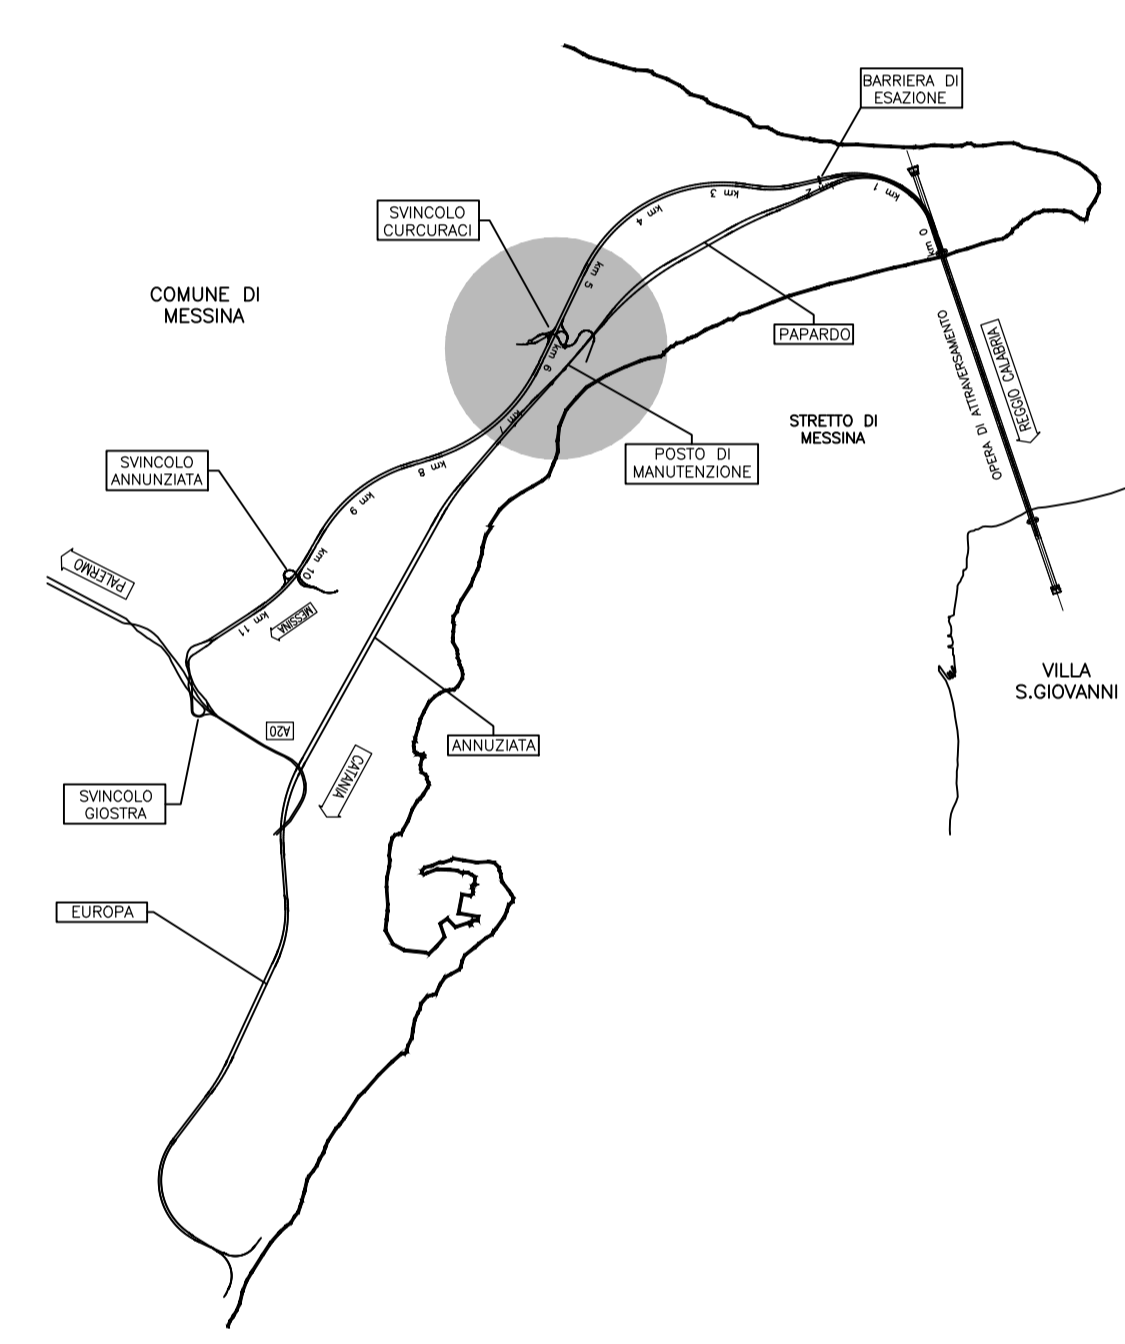 BARRIERA DI
ESAZIONE
SVINCOLO
CURCURACI
km 0
km 1
km 2
km 3
km 4
km 5
km 6
km 7
km 8
km 9
km 10
km 11
COMUNE DI
MESSINA
PAPARDO
OPERA DI ATTRAVERSAMENTO
REGGIO CALABRIA
STRETTO DI
MESSINA
POSTO DI
MANUTENZIONE
SVINCOLO
ANNUNZIATA
PALERMO
MESSINA
VILLA
S.GIOVANNI
A20
ANNUZIATA
CATANIA
SVINCOLO
GIOSTRA
EUROPA